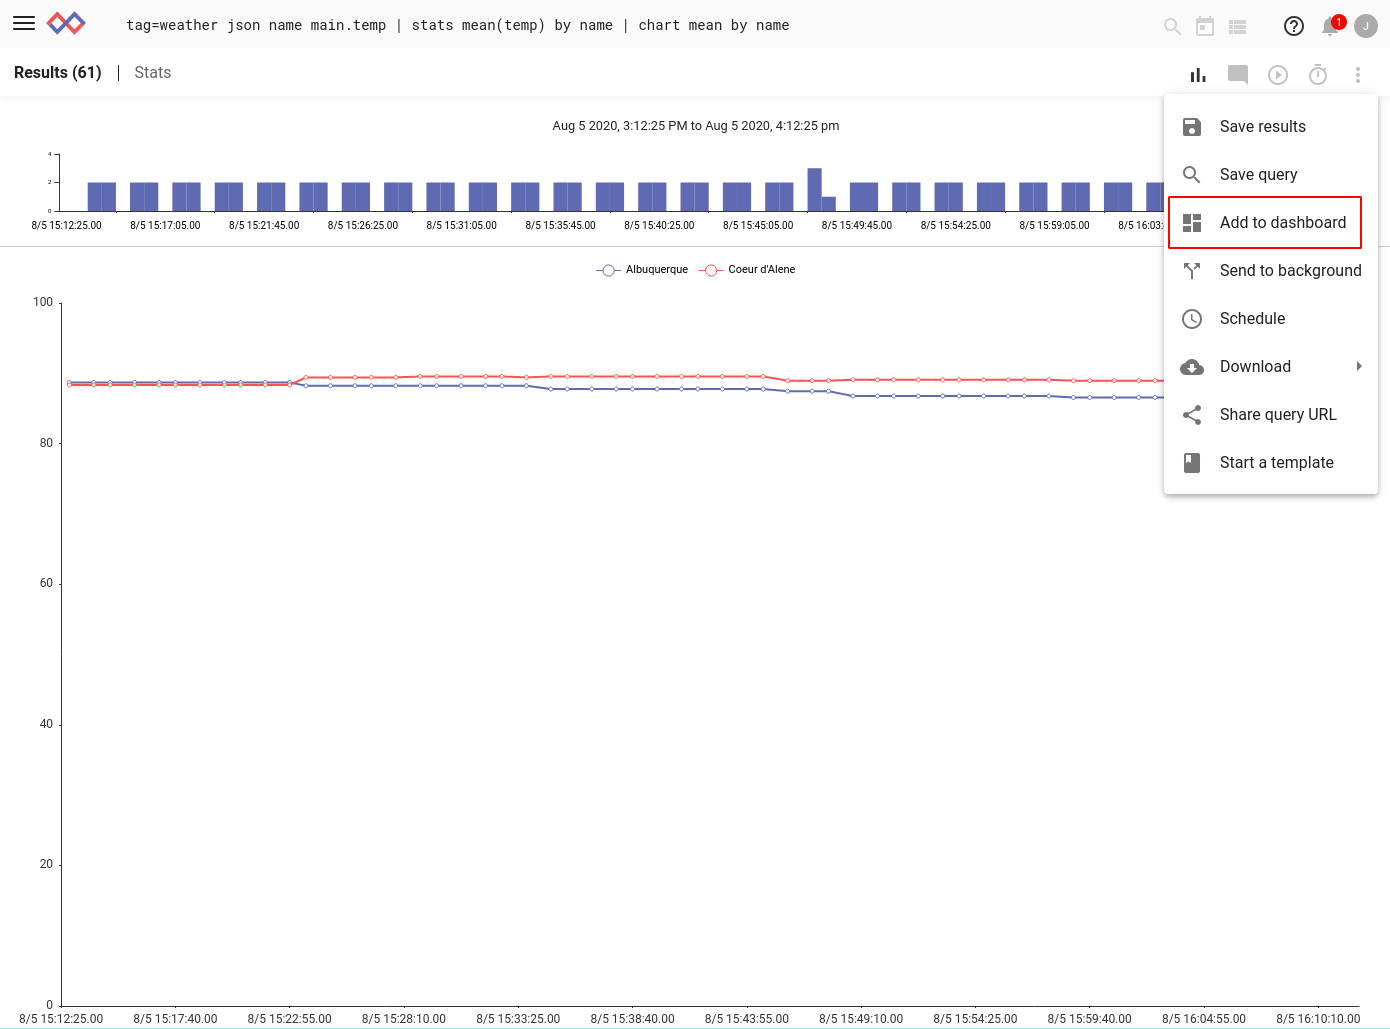 tag=weather json name main.temp | stats mean(temp) by name | chart mean by name
1
J
Results (61) | Stats
Aug 5 2020, 3:12:25 PM to Aug 5 2020, 4:12:25 pm
4
2
0
8/5 15:12:25.00 8/5 15:17:05.00 8/5 15:21:45.00 8/5 15:26:25.00 8/5 15:31:05.00 8/5 15:35:45.00 8/5 15:40:25.00 8/5 15:45:05.00 8/5 15:49:45.00 8/5 15:54:25.00 8/5 15:59:05.00 8/5 16:03:
Save results
Save query
Add to dashboard
Send to background
Schedule
Download
Share query URL
Start a template
Albuquerque Coeur d'Alene
100
80
60
40
20
0
8/5 15:12:25.00 8/5 15:17:40.00 8/5 15:22:55.00 8/5 15:28:10.00 8/5 15:33:25.00 8/5 15:38:40.00 8/5 15:43:55.00 8/5 15:49:10.00 8/5 15:54:25.00 8/5 15:59:40.00 8/5 16:04:55.00 8/5 16:10:10.00